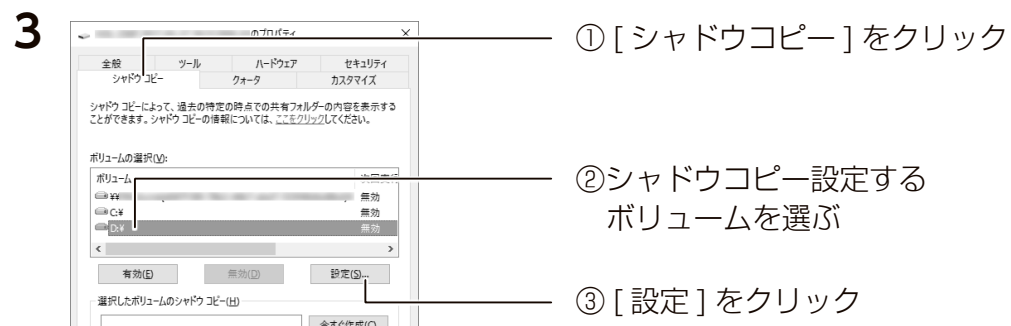 3
のプロパティ
① [ シャドウコピー ] をクリック
全般 ツール ハードウェア セキュリティ
シャドウ コピー クォータ カスタマイズ
シャドウ コピーによって、過去の特定の時点での共有フォルダーの内容を表示する
ことができます。シャドウ コピーの情報については、ここをクリックしてください。
ボリュームの選択(V):
ボリューム
無効
C:¥ 無効
D:¥ 無効
②シャドウコピー設定する
ボリュームを選ぶ
有効(E) 無効(D) 設定(S)...
③ [ 設定 ] をクリック
選択したボリュームのシャドウ コピー(H)